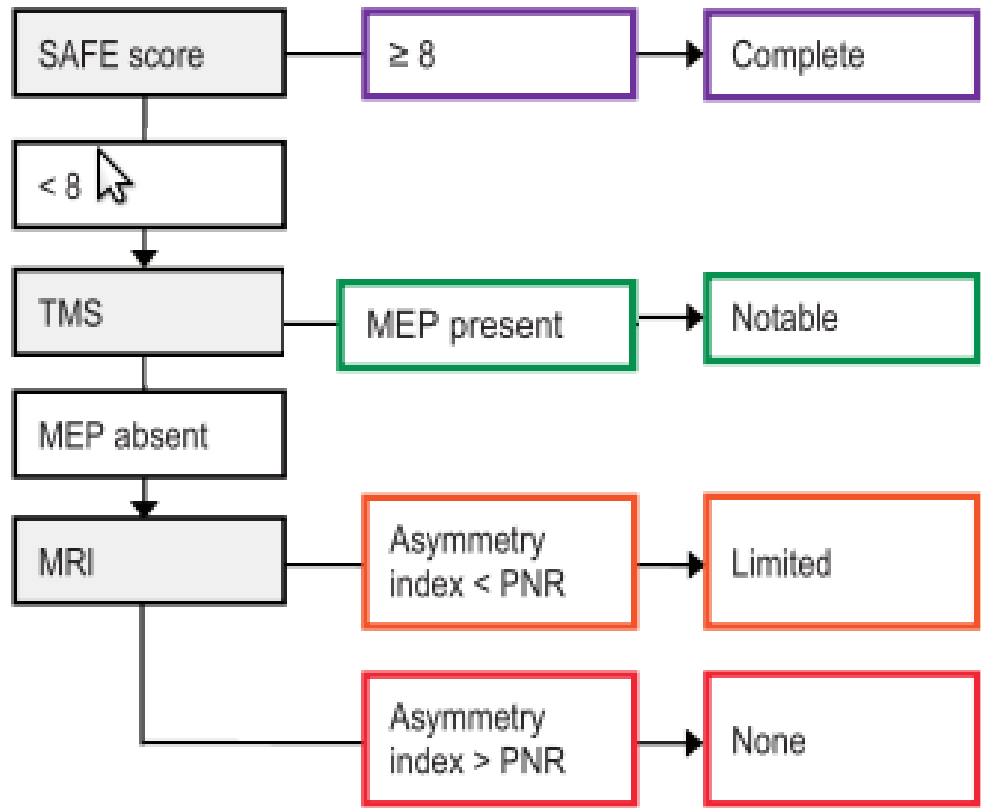 SAFE score
≥ 8
Complete
< 8
TMS
MEP present
Notable
MEP absent
MRI
Asymmetry
index < PNR
Limited
Asymmetry
index > PNR
None